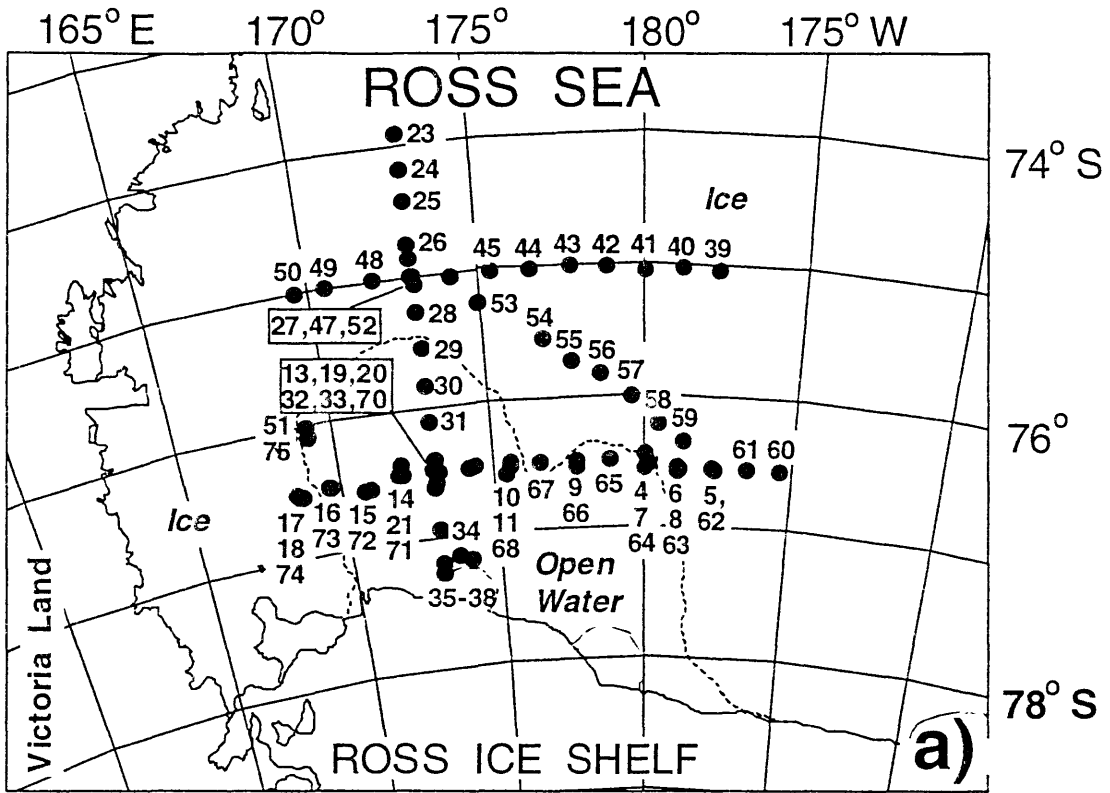 165° E 170° 175° 180° 175° W
ROSS SEA
23
74° S
24
25
Ice
26
45 44 43 42 41 40 39
50 49 48
53
28
27,47,52
54
29
55
56
13,19,20
32,33,70
57
30
58
31
59
51
75
76°
61 60
67 9 65 4 6 5,
66 7 8 62
64 63
10
11
68
14
21
71
15
72
16
73
17
18
74
Ice
34
Open
Water
35-38
78° S
Victoria Land
ROSS ICE SHELF
a)